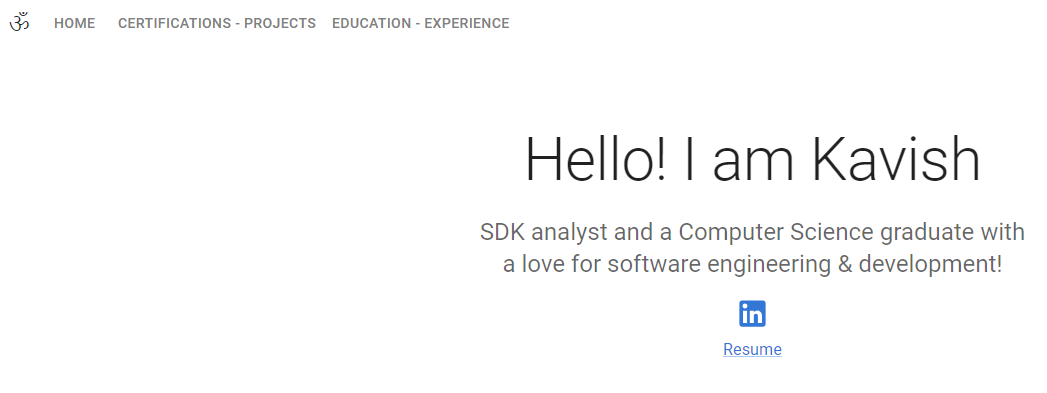 ॐ HOME CERTIFICATIONS - PROJECTS EDUCATION - EXPERIENCE
Hello! I am Kavish
SDK analyst and a Computer Science graduate with
a love for software engineering & development!
in
Resume